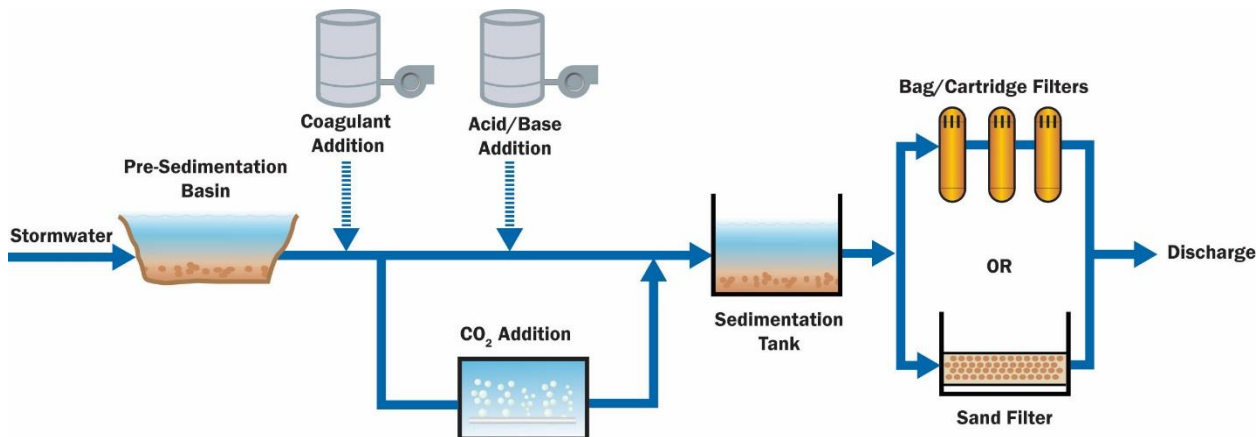 Coagulant
Addition
Acid/Base
Addition
Bag/Cartridge Filters
Pre-Sedimentation
Basin
Stormwater
OR
Discharge
Sedimentation
Tank
CO₂ Addition
Sand Filter